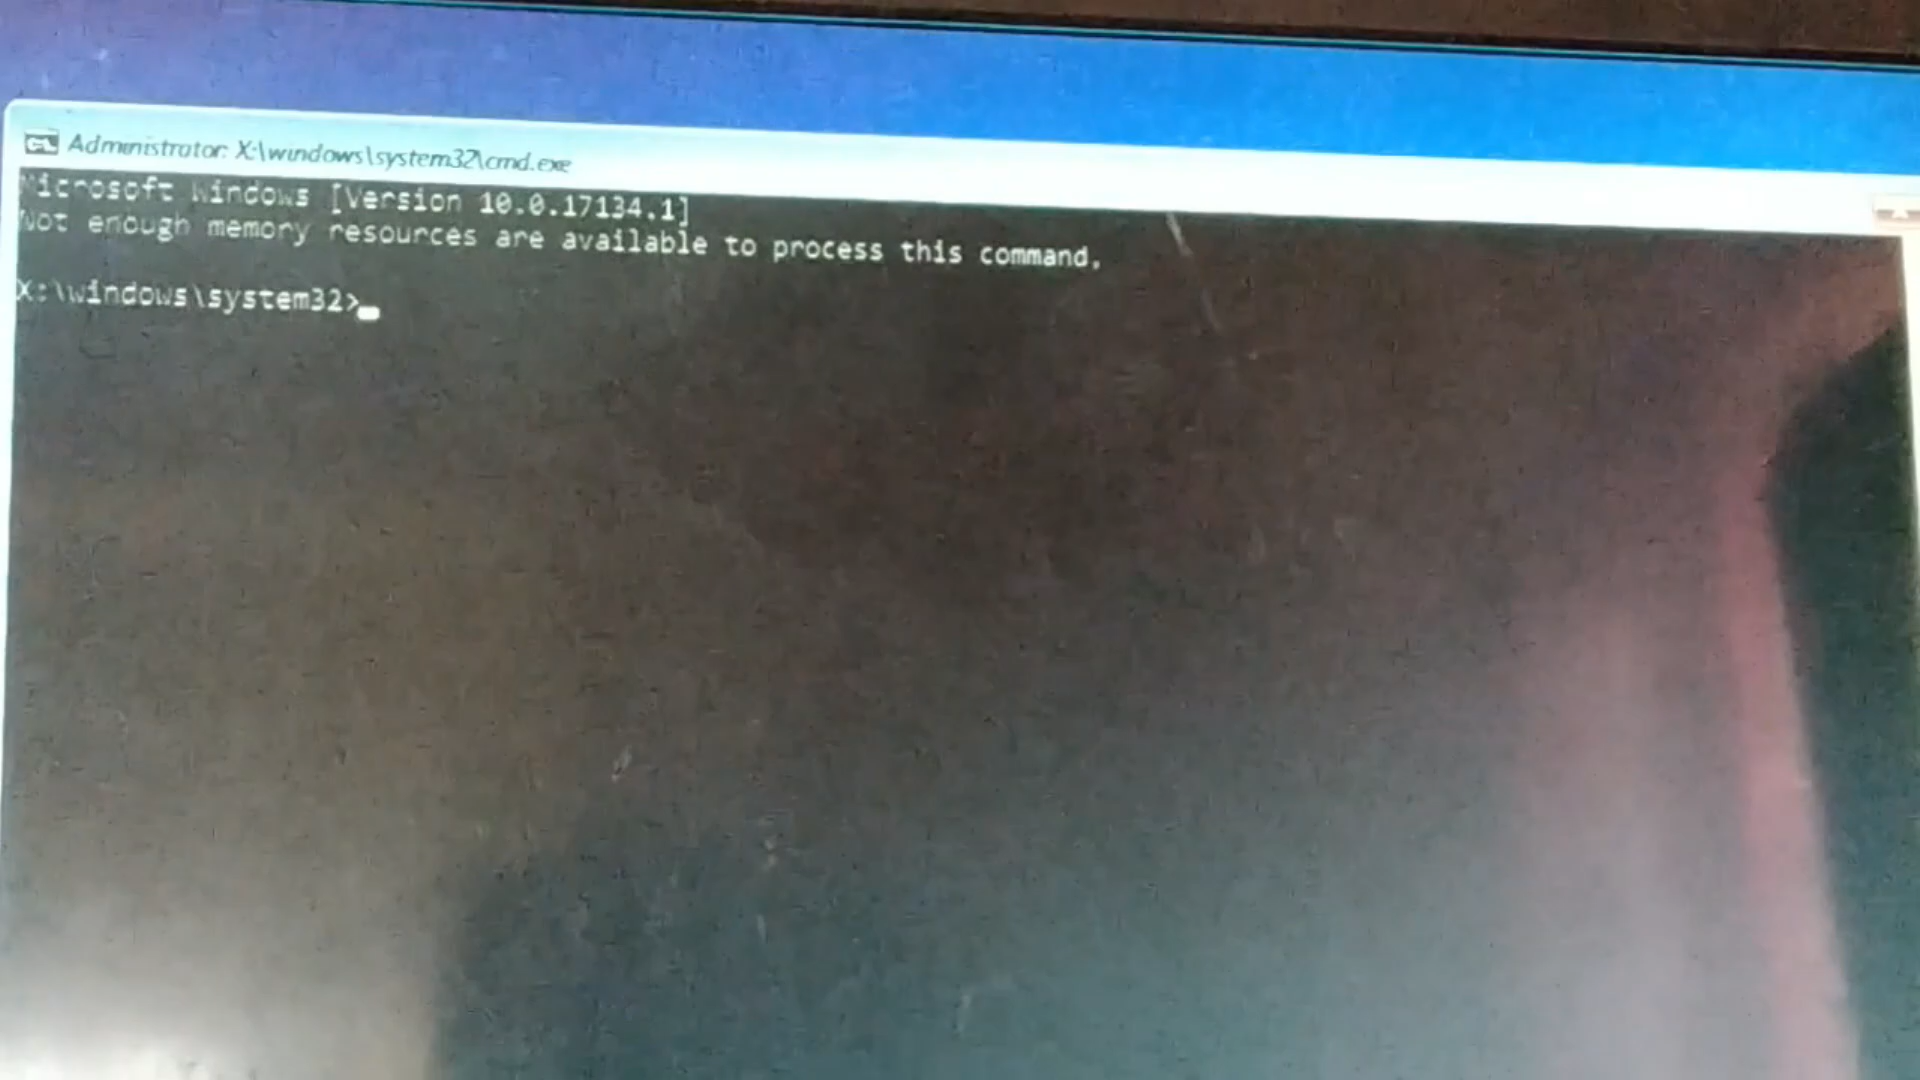 Administrator: X:\windows\system32\cmd.exe
Microsoft Windows [Version 10.0.17134.1]
Not enough memory resources are available to process this command.
X:\windows\system32>